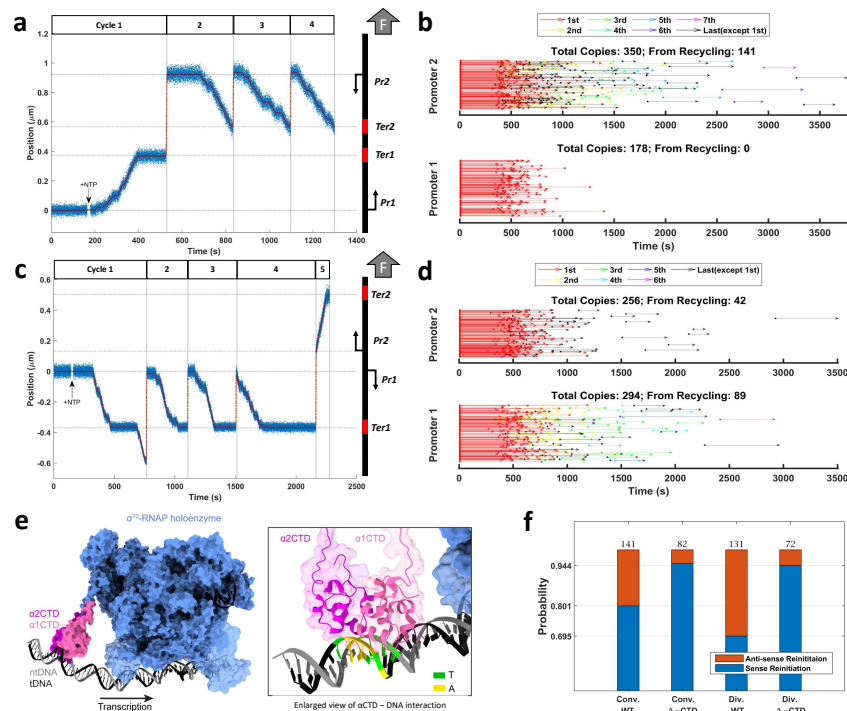 a
Cycle 1 2 3 4
F
1.2
1
0.8
0.6
0.4
0.2
0
Position (μm)
+NTP
Pr2
Ter2
Ter1
Pr1
0 200 400 600 800 1000 1200 1400
Time (s)
b
1st 3rd 5th 7th
2nd 4th 6th Last(except 1st)
Total Copies: 350; From Recycling: 141
Promoter 2
0 500 1000 1500 2000 2500 3000 3500
Total Copies: 178; From Recycling: 0
Promoter 1
0 500 1000 1500 2000 2500 3000 3500
Time (s)
c
Cycle 1 2 3 4 5
F
0.6
0.4
0.2
0
-0.2
-0.4
-0.6
Position (μm)
+NTP
Ter2
Pr2
Pr1
Ter1
0 500 1000 1500 2000 2500
Time (s)
d
1st 3rd 5th Last(except 1st)
2nd 4th 6th
Total Copies: 256; From Recycling: 42
Promoter 2
0 500 1000 1500 2000 2500 3000 3500
Total Copies: 294; From Recycling: 89
Promoter 1
0 500 1000 1500 2000 2500 3000 3500
Time (s)
e
σ70-RNAP holoenzyme
α2CTD
α1CTD
ntDNA
tDNA
Transcription
α2CTD α1CTD
T
A
Enlarged view of αCTD – DNA interaction
f
141 82 131 72
0.944
0.801
0.695
Probability
Anti-sense Reinititaion
Sense Reinitiation
Conv. Conv. Div. Div.
WT Δ αCTD WT Δ αCTD